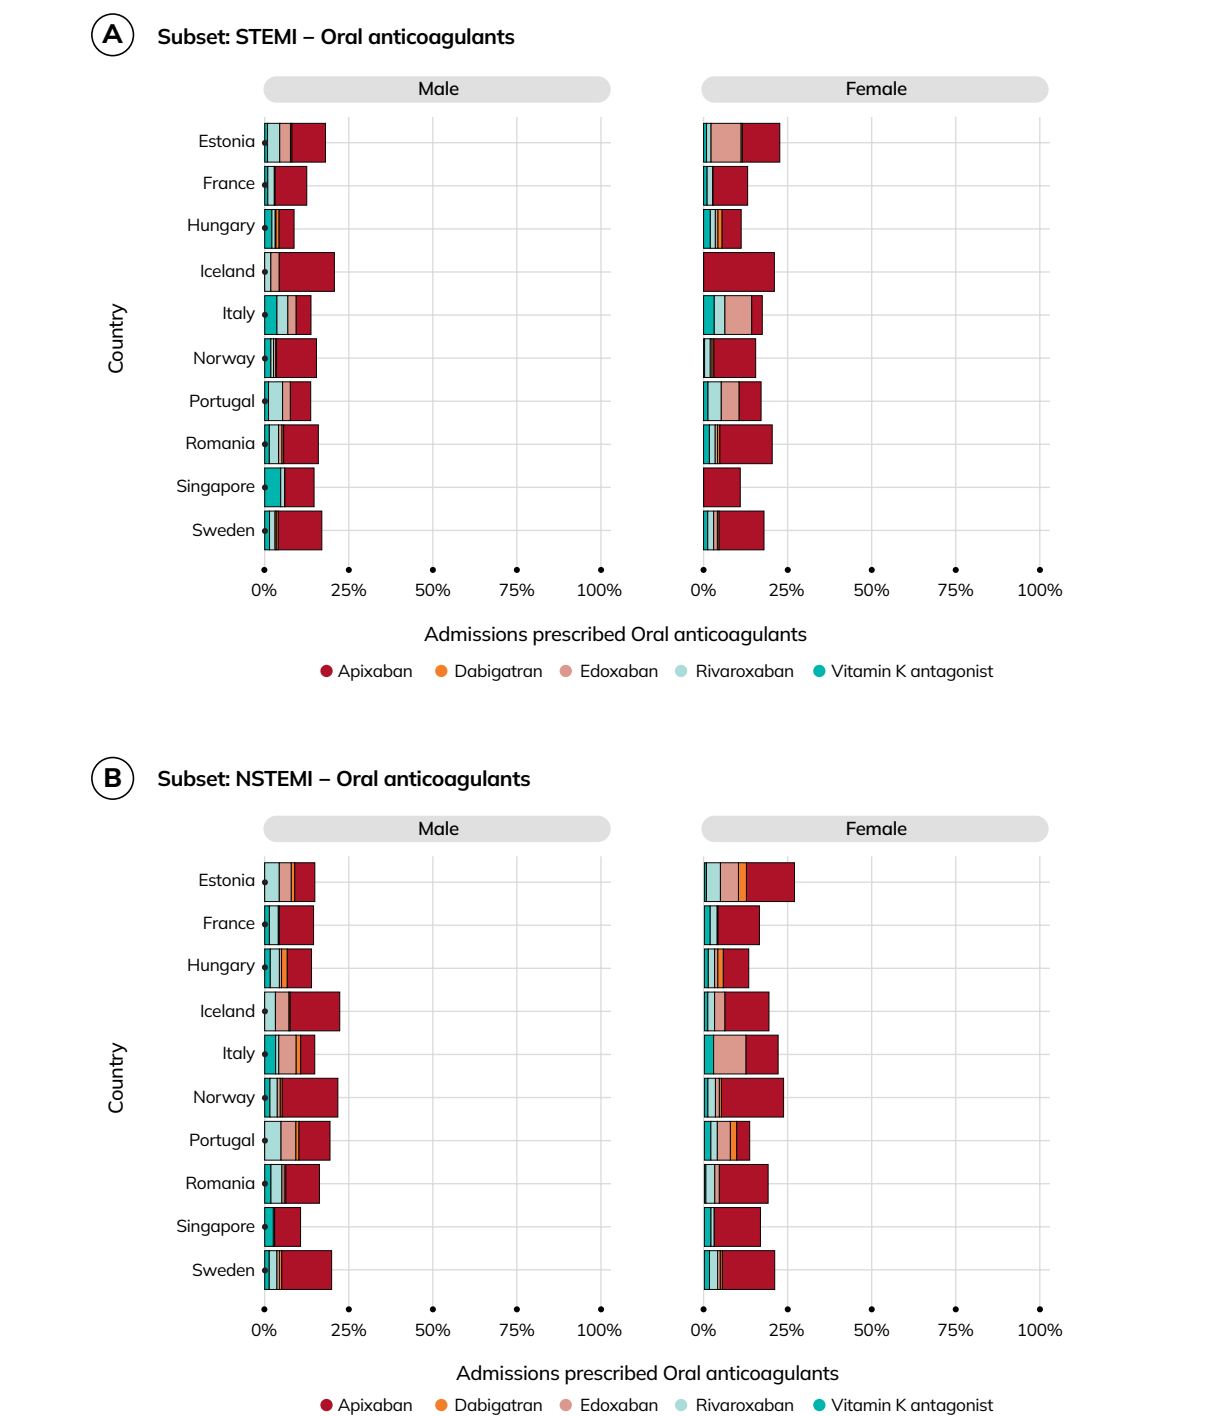 A Subset: STEMI – Oral anticoagulants
Male Female
Country
Estonia
France
Hungary
Iceland
Italy
Norway
Portugal
Romania
Singapore
Sweden
0% 25% 50% 75% 100% 0% 25% 50% 75% 100%
Admissions prescribed Oral anticoagulants
Apixaban Dabigatran Edoxaban Rivaroxaban Vitamin K antagonist
B Subset: NSTEMI – Oral anticoagulants
Male Female
Country
Estonia
France
Hungary
Iceland
Italy
Norway
Portugal
Romania
Singapore
Sweden
0% 25% 50% 75% 100% 0% 25% 50% 75% 100%
Admissions prescribed Oral anticoagulants
Apixaban Dabigatran Edoxaban Rivaroxaban Vitamin K antagonist